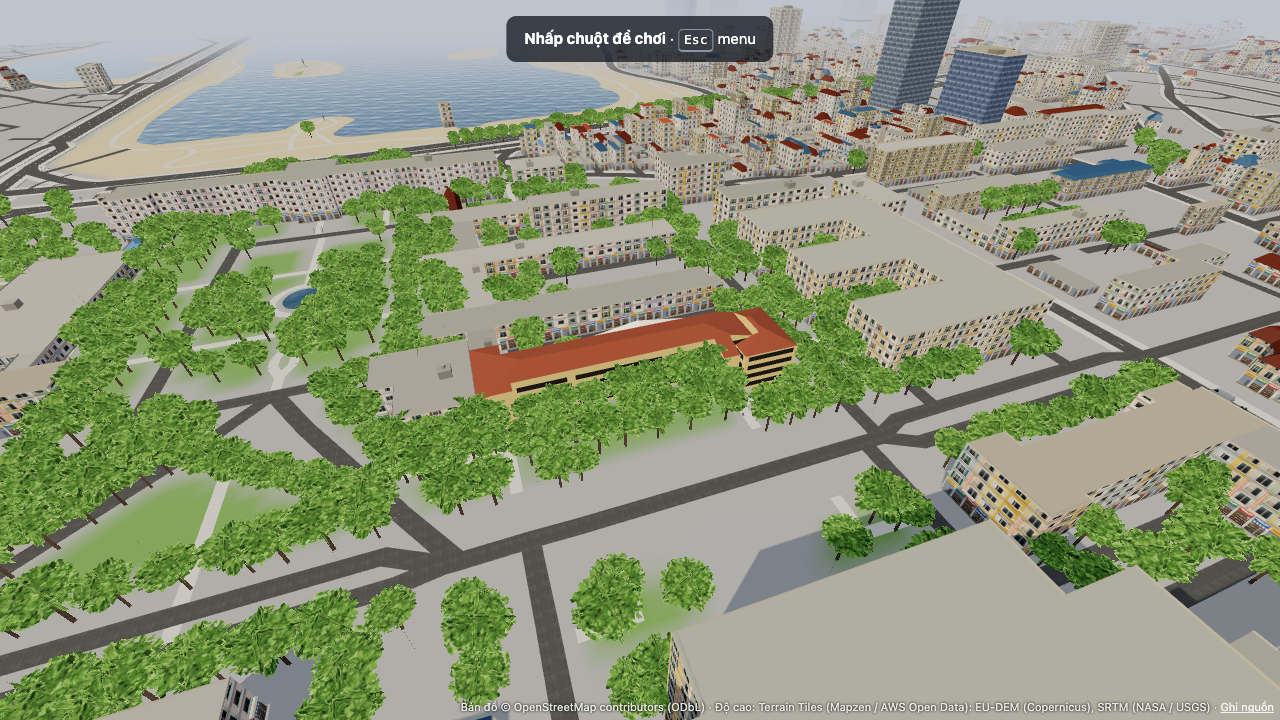 Nhấp chuột để chơi · Esc menu
Bản đồ © OpenStreetMap contributors (ODbL) · Độ cao: Terrain Tiles (Mapzen / AWS Open Data): EU-DEM (Copernicus), SRTM (NASA / USGS) · Ghi nguồn